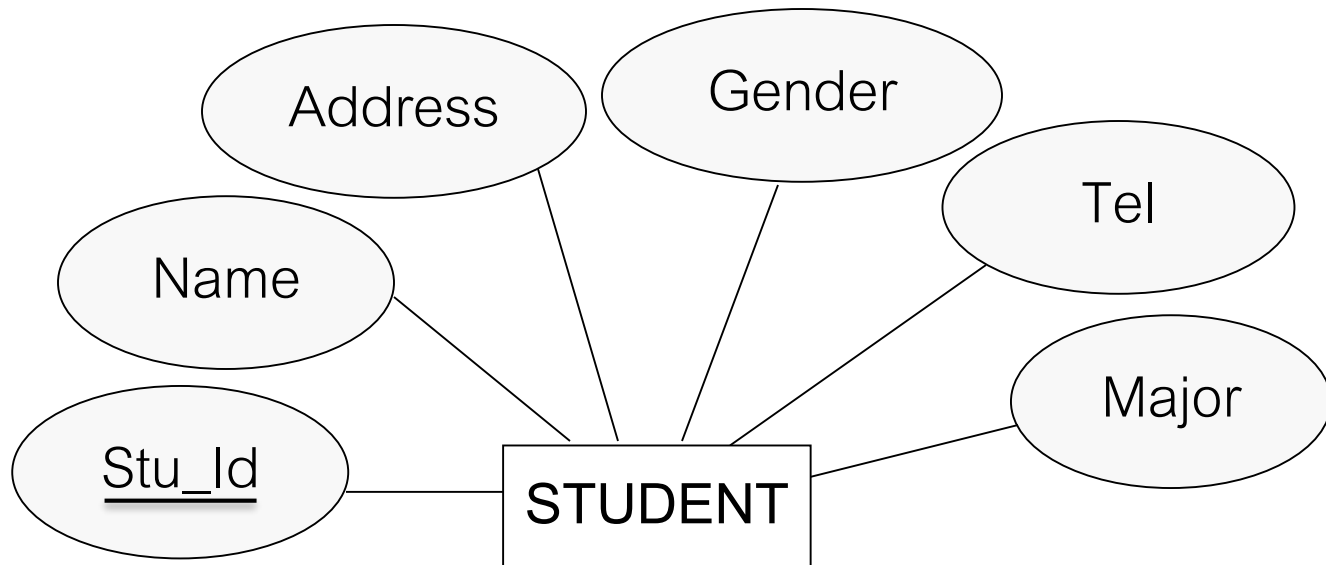 Gender
Address
Tel
Name
Major
Stu_Id
STUDENT